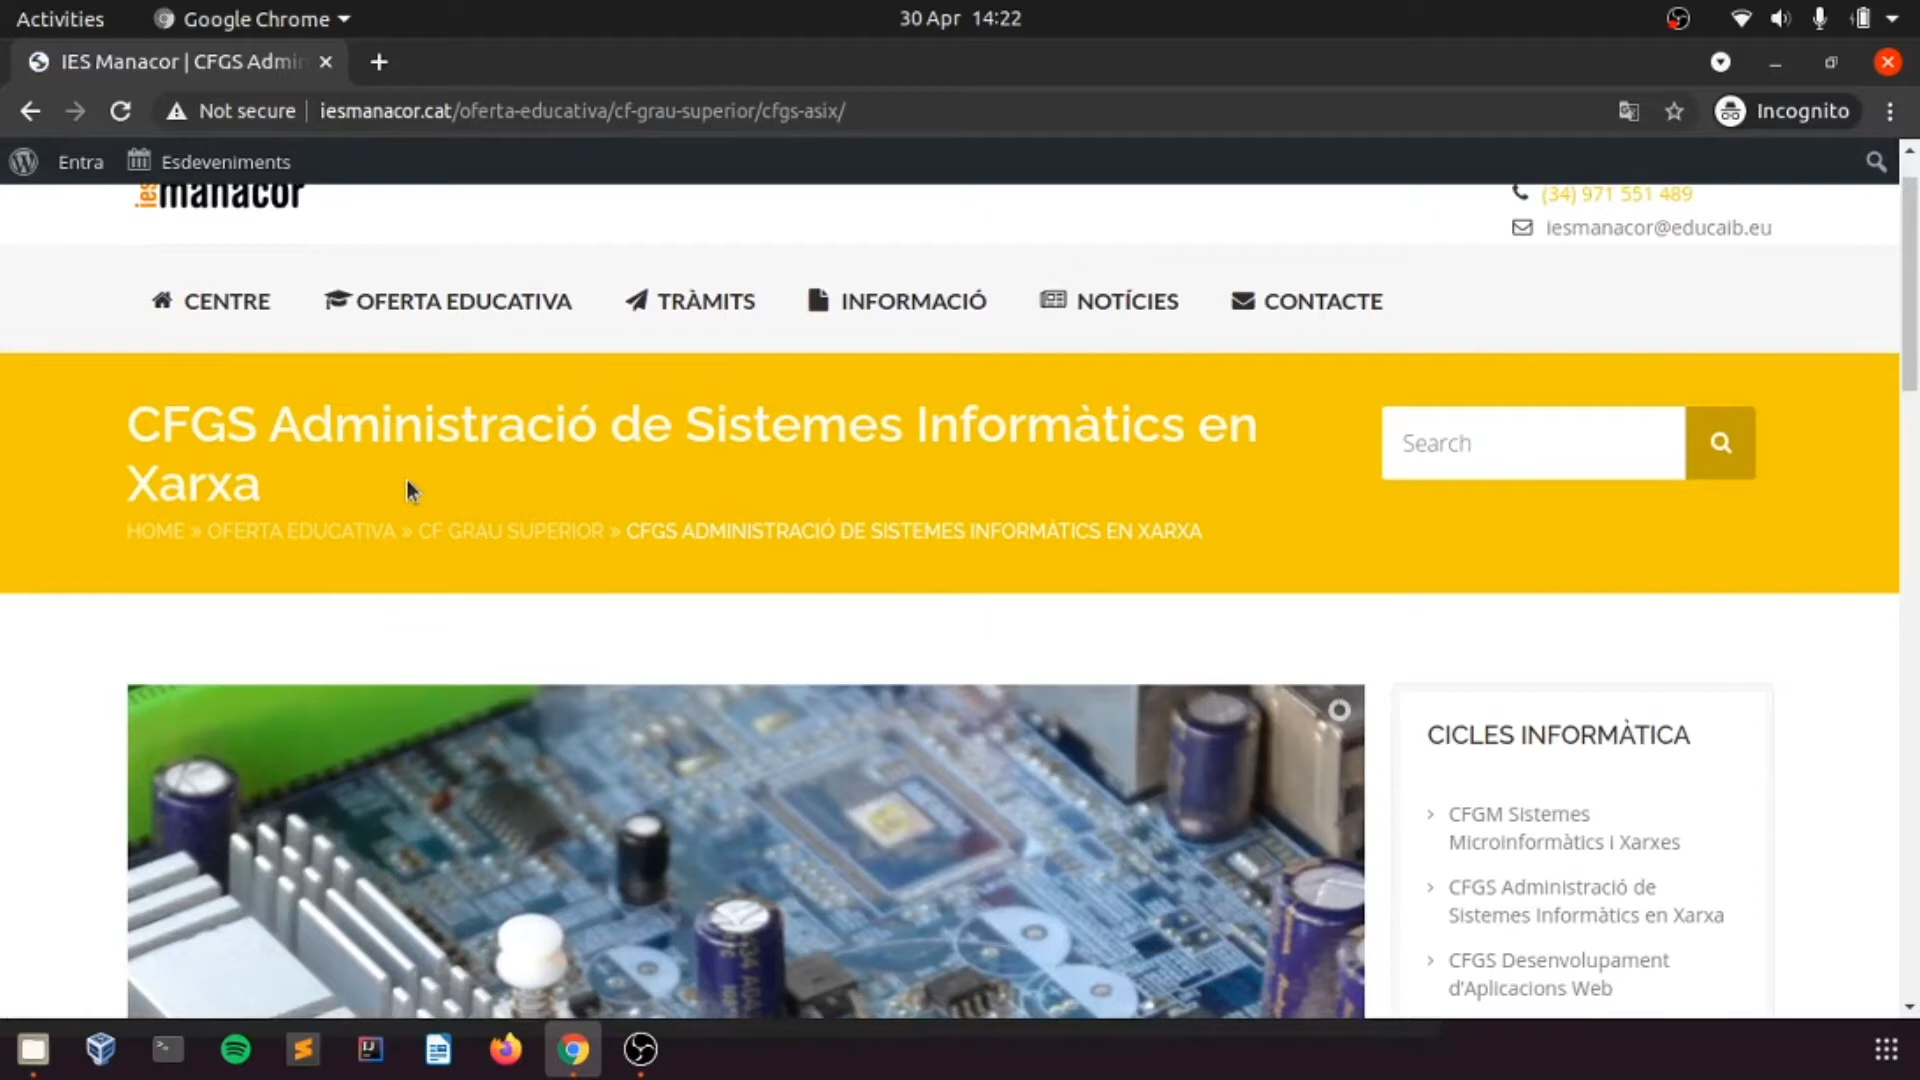 Activities Google Chrome 30 Apr 14:22
IES Manacor | CFGS Admi
Not secure iesmanacor.cat/oferta-educativa/cf-grau-superior/cfgs-asix/ Incognito
Entra Esdeveniments
ies manacor
(34) 971 551 489
iesmanacor@educaib.eu
CENTRE OFERTA EDUCATIVA TRÀMITS INFORMACIÓ NOTÍCIES CONTACTE
CFGS Administració de Sistemes Informàtics en
Xarxa
Search
HOME » OFERTA EDUCATIVA » CF GRAU SUPERIOR » CFGS ADMINISTRACIÓ DE SISTEMES INFORMÀTICS EN XARXA
CICLES INFORMÀTICA
CFGM Sistemes
Microinformàtics i Xarxes
CFGS Administració de
Sistemes Informàtics en Xarxa
CFGS Desenvolupament
d'Aplicacions Web